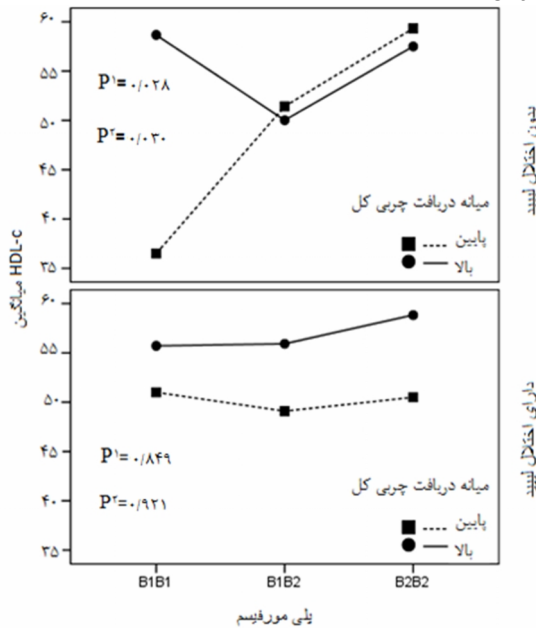 ۶۰
۵۵
۵۰
۴۵
۴۰
۳۵
P¹=۰/۰۲۸
P²=۰/۰۳۰
میانه دریافت چربی کل
پایین
بالا
بدون اختلال لیپید
میانگین HDL-c
۶۰
۵۵
۵۰
۴۵
۴۰
۳۵
P¹=۰/۸۴۹
P²=۰/۹۲۱
میانه دریافت چربی کل
پایین
بالا
دارای اختلال لیپید
B1B1 B1B2 B2B2
پلی مورفیسم